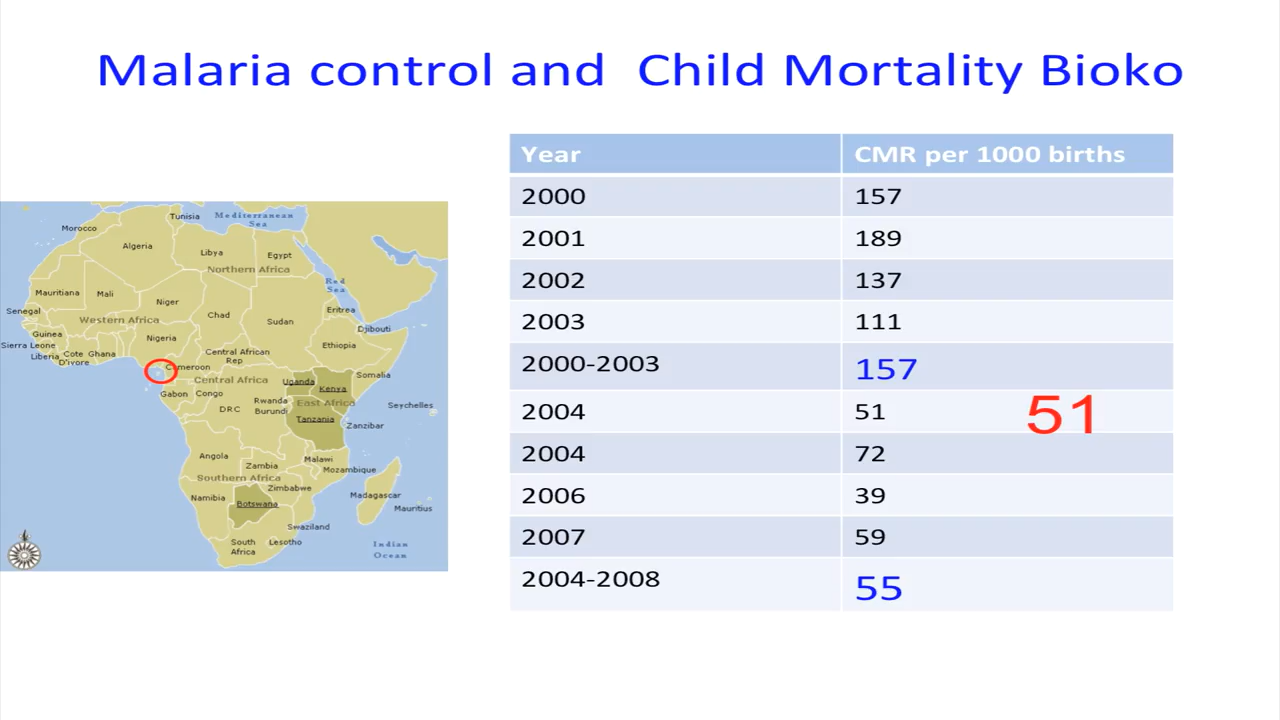 Malaria control and Child Mortality Bioko
Year CMR per 1000 births
2000 157
2001 189
2002 137
2003 111
2000-2003 157
2004 51 51
2004 72
2006 39
2007 59
2004-2008 55
Tunisia
Mediterranean
Sea
Morocco
Algeria
Libya
Egypt
Northern Africa
Red
Sea
Mauritiana
Mali
Niger
Chad
Sudan
Eritrea
Senegal
Western Africa
Djibouti
Guinea
Nigeria
Sierra Leone
Ethiopia
Liberia
Cote
D'ivore
Ghana
Central African
Rep
Cameroon
Central Africa
Uganda
Kenya
Somalia
Gabon
Congo
DRC
Rwanda
Burundi
East Africa
Tanzania
Seychelles
Zanzibar
Angola
Zambia
Malawi
Mozambique
Southern Africa
Namibia
Zimbabwe
Botswana
Madagascar
Mauritius
Swaziland
South
Africa
Lesotho
Indian
Ocean